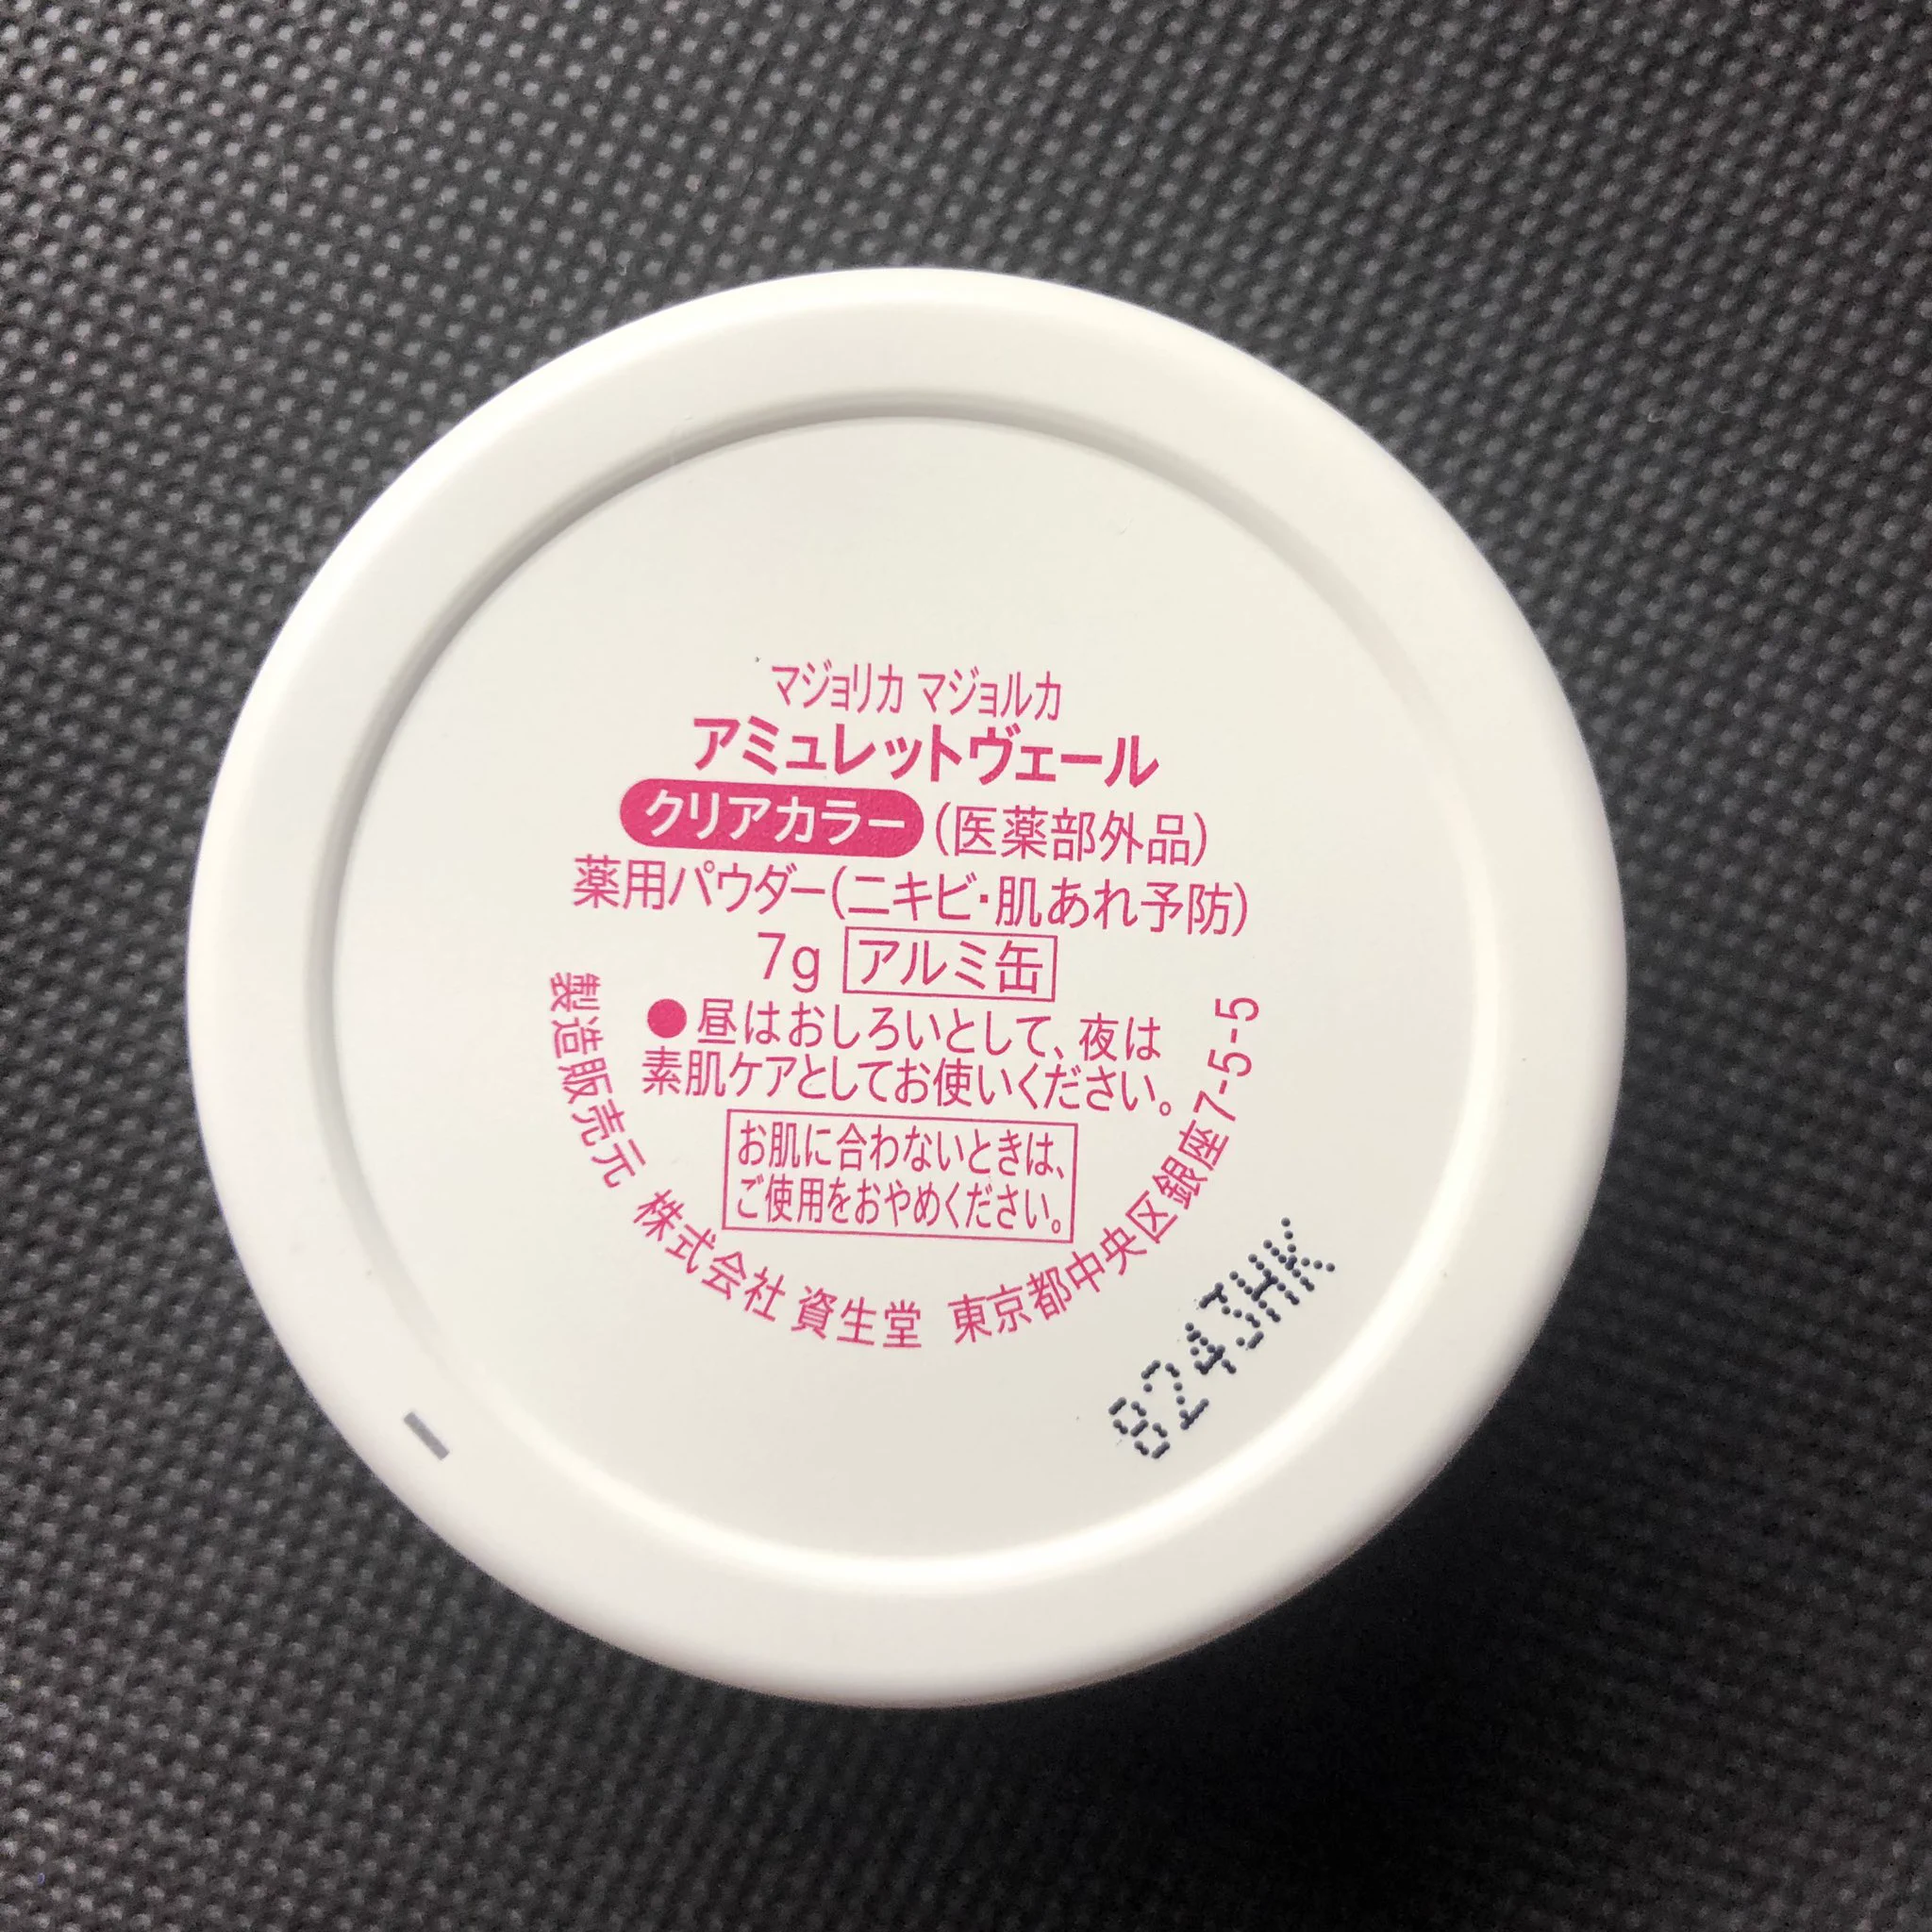 マジョリカ マジョルカ
アミュレットヴェール
クリアカラー (医薬部外品)
薬用パウダー(ニキビ・肌あれ予防)
7g アルミ缶
●昼はおしろいとして、夜は
素肌ケアとしてお使いください。
お肌に合わないときは、
ご使用をおやめください。
製造販売元 株式会社 資生堂 東京都中央区銀座7-5-5
8243HK